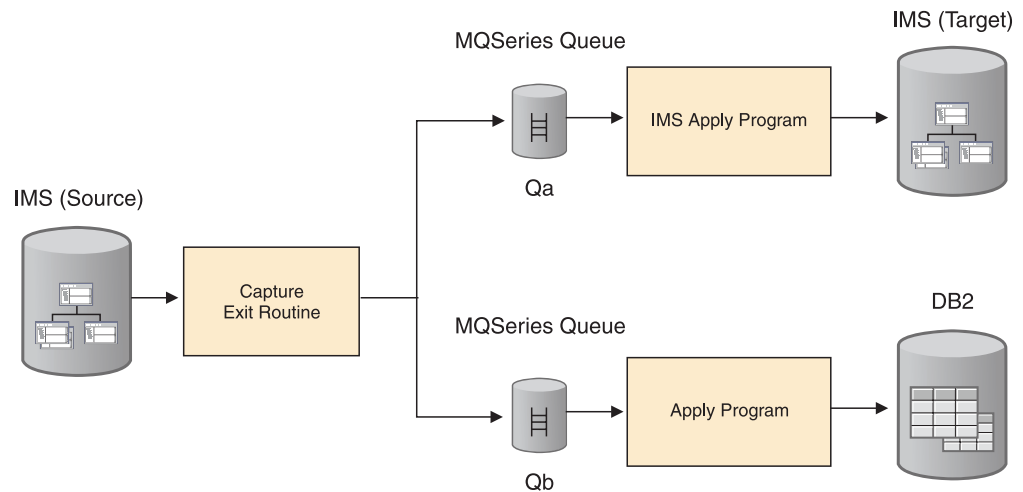 IMS (Source)
Capture
Exit Routine
MQSeries Queue
Qa
IMS Apply Program
IMS (Target)
MQSeries Queue
Qb
Apply Program
DB2